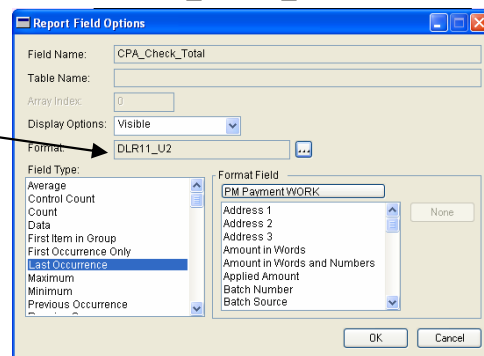 Report Field Options
Field Name: CPA_Check_Total
Table Name:
Array Index: 0
Display Options: Visible
Format: DLR11_U2 ...
Field Type:
Average
Control Count
Count
Data
First Item in Group
First Occurrence Only
Last Occurrence
Maximum
Minimum
Previous Occurrence
Format Field
PM Payment WORK
Address 1
Address 2
Address 3
Amount in Words
Amount in Words and Numbers
Applied Amount
Batch Number
Batch Source
None
OK Cancel